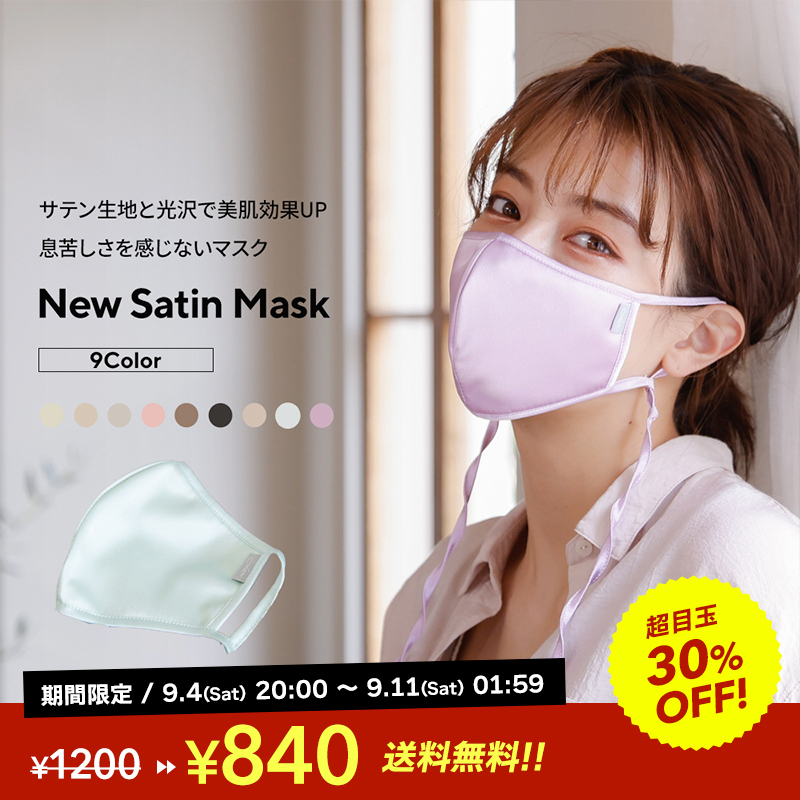 サテン生地と光沢で美肌効果UP
息苦しさを感じないマスク
New Satin Mask
9Color
超目玉
30%
OFF!
期間限定 / 9.4(Sat) 20:00 〜 9.11(Sat) 01:59
¥1200 ¥840 送料無料!!